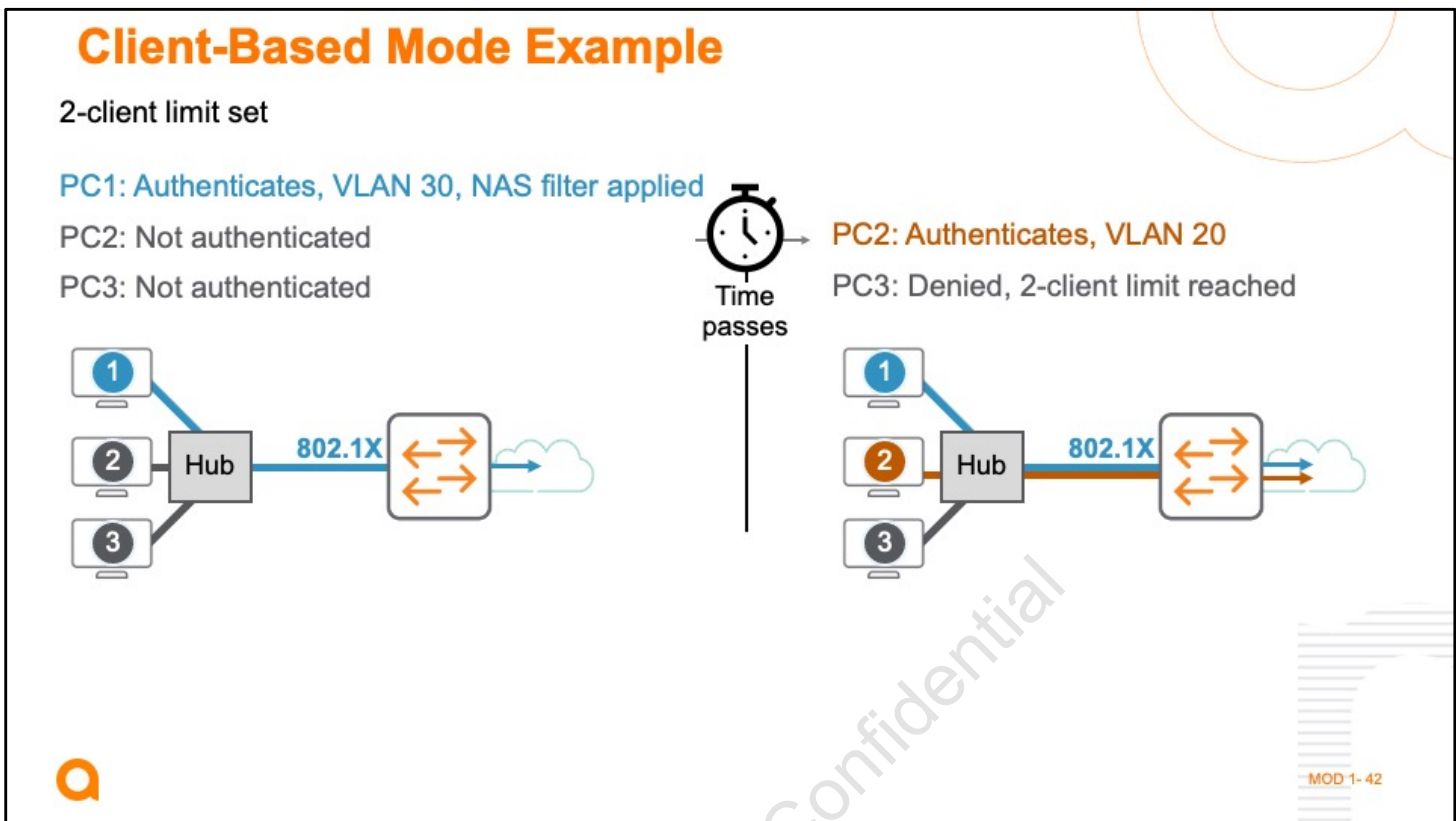 Client-Based Mode Example
2-client limit set
PC1: Authenticates, VLAN 30, NAS filter applied
PC2: Not authenticated
PC3: Not authenticated
Time
passes
PC2: Authenticates, VLAN 20
PC3: Denied, 2-client limit reached
1
2
3
Hub
802.1X
1
2
3
Hub
802.1X
Confidential
MOD 1- 42